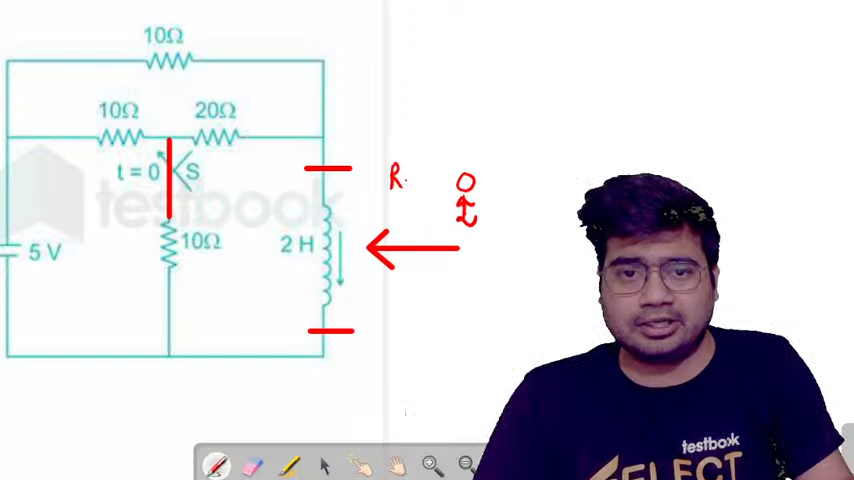 10Ω
10Ω 20Ω
t = 0 S
R
testbook
10Ω
2 H
5 V
testbook
SELECT